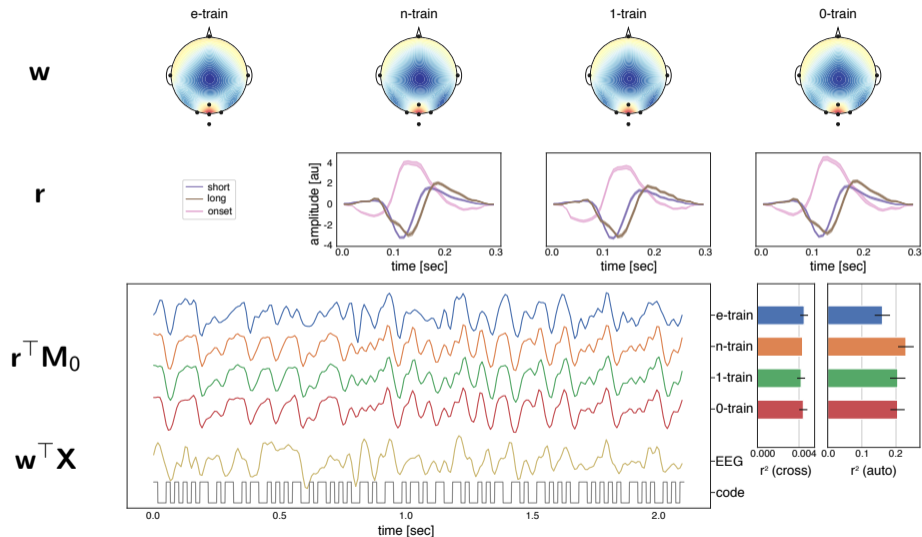 e-train n-train 1-train 0-train
w
r
short
long
onset
amplitude [au]
4
2
0
-2
-4
0.0 0.1 0.2 0.3
time [sec]
0.0 0.1 0.2 0.3
time [sec]
0.0 0.1 0.2 0.3
time [sec]
r⊤M₀
w⊤X
e-train
n-train
1-train
0-train
EEG
code
0.0 0.5 1.0 1.5 2.0
time [sec]
0.000 0.004
r² (cross)
0.0 0.2
r² (auto)